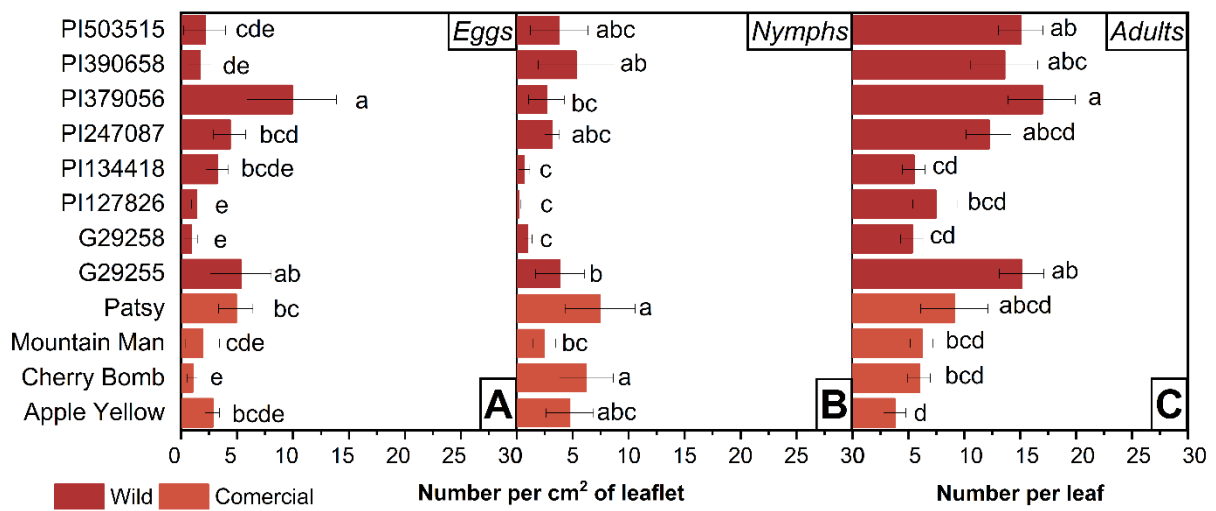 PI503515 cde Eggs abc Nymphs ab Adults
PI390658 de ab abc
PI379056 a bc a
PI247087 bcd abc abcd
PI134418 bcde c cd
PI127826 e c bcd
G29258 e c cd
G29255 ab b ab
Patsy bc a abcd
Mountain Man cde bc bcd
Cherry Bomb e a bcd
Apple Yellow bcde A abc B d C
0 5 10 15 20 25 30 5 10 15 20 25 30 5 10 15 20 25 30
Wild Comercial Number per cm² of leaflet Number per leaf